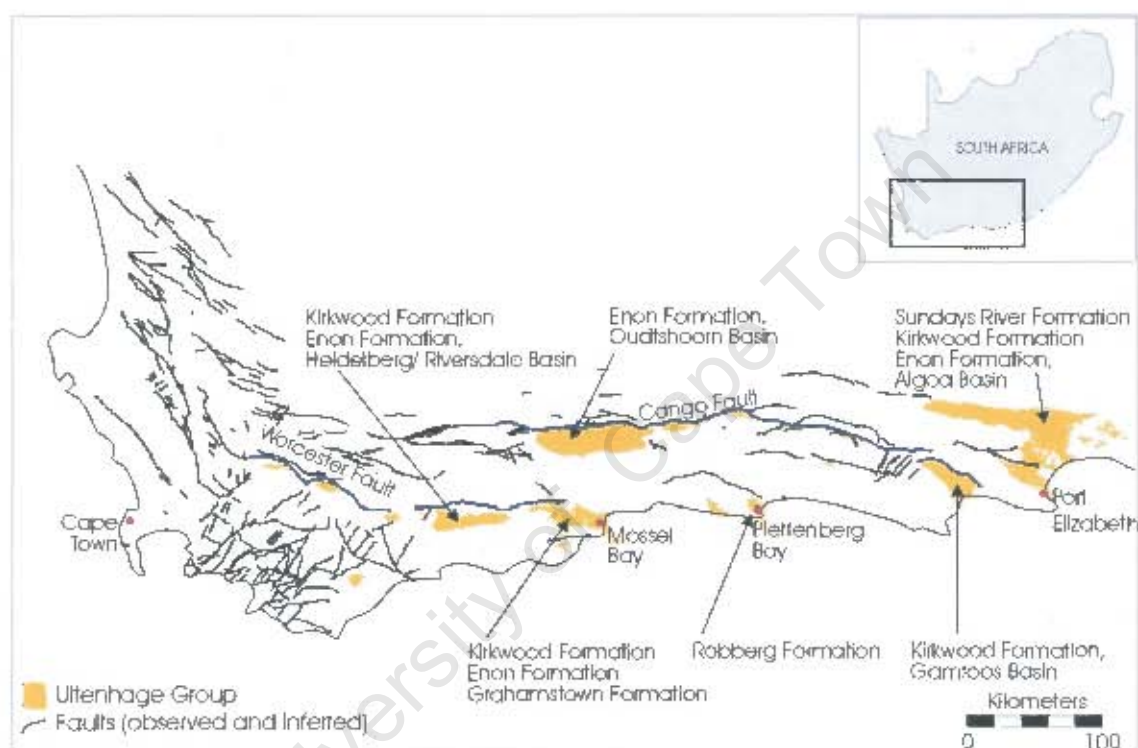 SOUTH AFRICA
Kirkwood Formation
Enon Formation,
Heidelberg/ Riversdale Basin
Enon Formation,
Oudtshoorn Basin
Sundays River Formation
Kirkwood Formation
Enon Formation,
Algoa Basin
Cango Fault
Worcester Fault
Cape
Town
Mossel
Bay
Plettenberg
Bay
Port
Elizabeth
Kirkwood Formation
Enon Formation
Grahamstown Formation
Robberg Formation
Kirkwood Formation,
Gamtoos Basin
Uitenhage Group
Faults (observed and inferred)
Kilometers
0 100
University of Cape Town